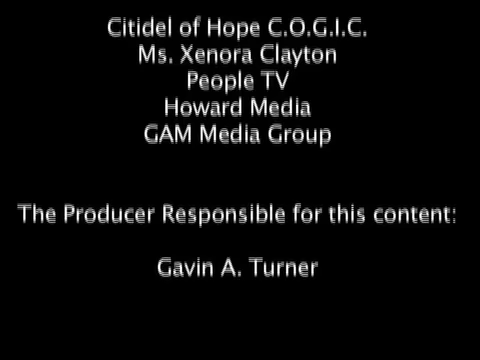 Citidel of Hope C.O.G.I.C.
Ms. Xenora Clayton
People TV
Howard Media
GAM Media Group
The Producer Responsible for this content:
Gavin A. Turner